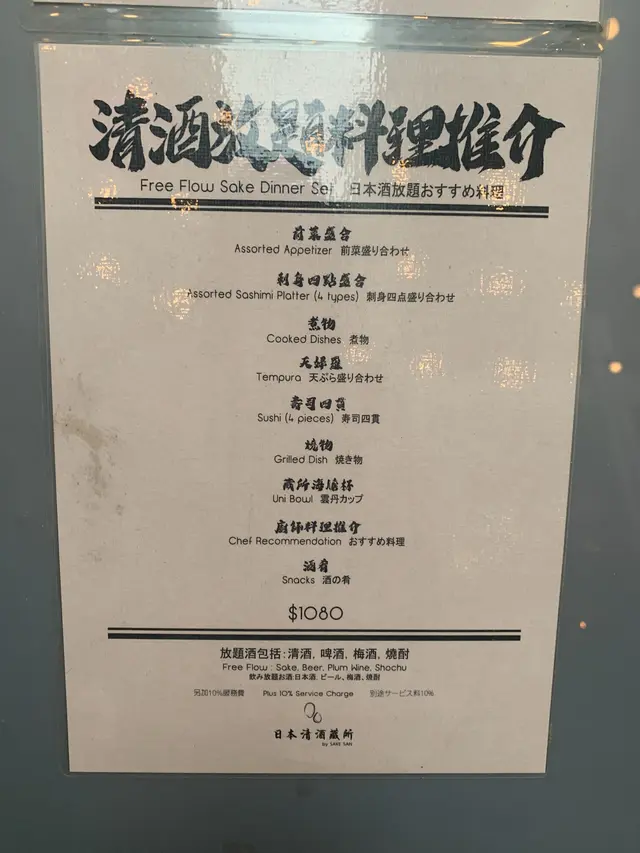 清酒放題料理推介
Free Flow Sake Dinner Set 日本酒放題おすすめ料理
前菜盛合
Assorted Appetizer 前菜盛り合わせ
刺身四點盛合
Assorted Sashimi Platter (4 types) 刺身四点盛り合わせ
煮物
Cooked Dishes 煮物
天婦羅
Tempura 天ぷら盛り合わせ
寿司四貫
Sushi (4 pieces) 寿司四貫
燒物
Grilled Dish 焼き物
藏所海膽杯
Uni Bowl 雲丹カップ
廚師料理推介
Chef Recommendation おすすめ料理
酒肴
Snacks 酒の肴
$1080
放題酒包括:清酒, 啤酒, 梅酒, 燒酎
Free Flow : Sake, Beer, Plum Wine, Shochu
飲み放題お酒:日本酒, ビール、梅酒、焼酎
另加10%服務費 Plus 10% Service Charge 別途サービス料10%
日本清酒藏所
by SAKE SAN